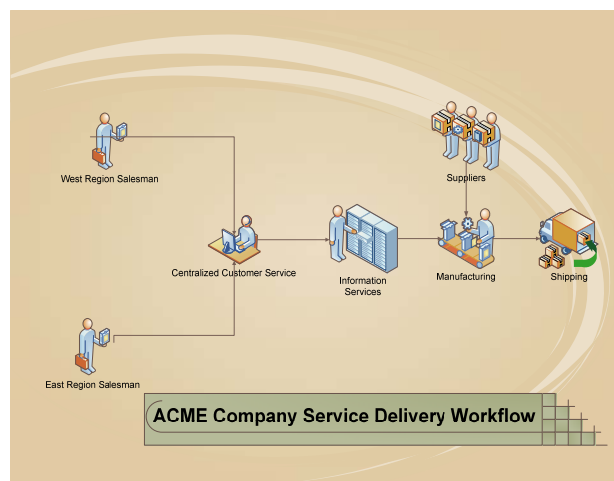 West Region Salesman
Suppliers
Centralized Customer Service
Information
Services
Manufacturing
Shipping
East Region Salesman
ACME Company Service Delivery Workflow